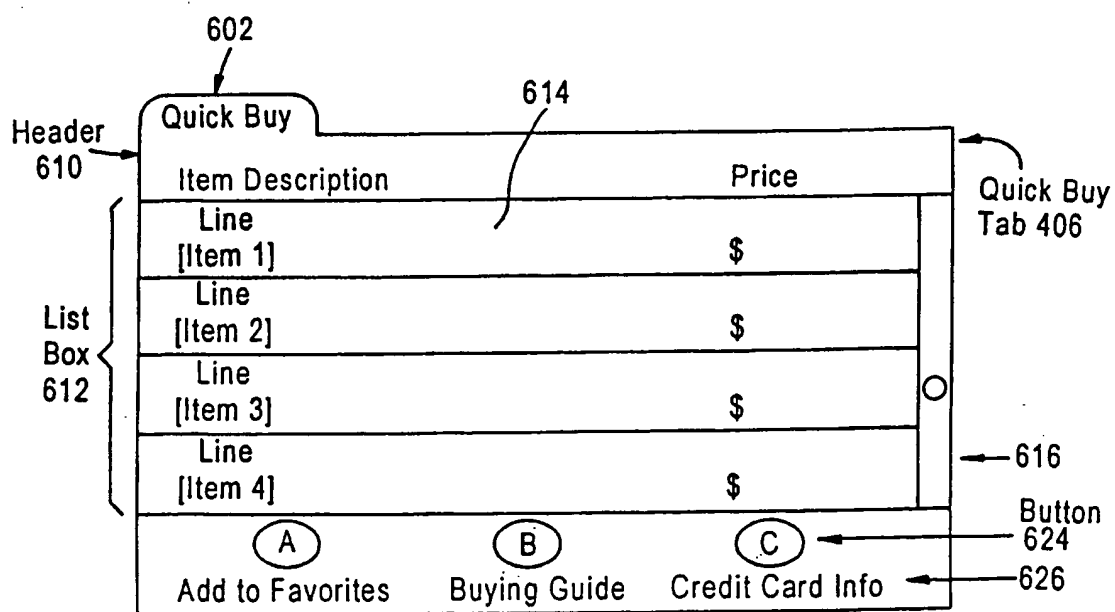 602
Quick Buy
614
Header
610
Item Description
Price
Quick Buy
Tab 406
Line
[Item 1]
$
Line
[Item 2]
$
List
Box
612
Line
[Item 3]
$
Line
[Item 4]
$
616
Button
624
A
B
C
Add to Favorites
Buying Guide
Credit Card Info
626